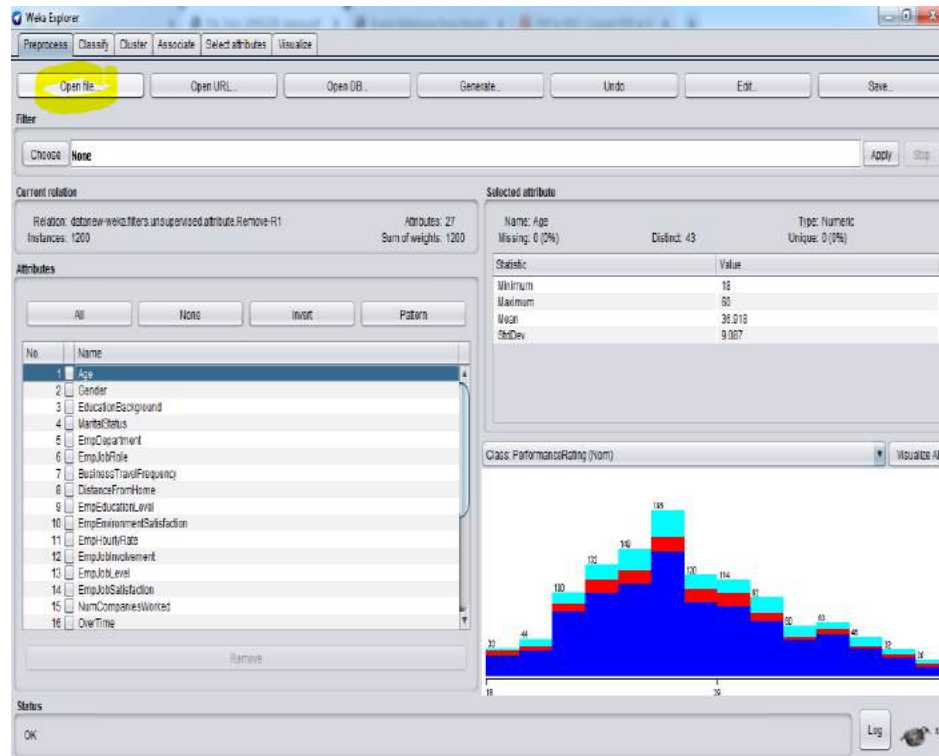 Weka Explorer
Preprocess Classify Cluster Associate Select attributes Visualize
Open file... Open URL... Open DB... Generate... Undo Edit... Save...
Filter
Choose None Apply Stop
Current relation
Relation: datanew-weka.filters.unsupervised.attribute.Remove-R1 Attributes: 27
Instances: 1200 Sum of weights: 1200
Selected attribute
Name: Age Type: Numeric
Missing: 0 (0%) Distinct: 43 Unique: 0 (0%)
Statistic Value
Minimum 18
Maximum 60
Mean 36.918
StdDev 9.087
Attributes
All None Invert Pattern
No. Name
1 Age
2 Gender
3 EducationBackground
4 MaritalStatus
5 EmpDepartment
6 EmpJobRole
7 BusinessTravelFrequency
8 DistanceFromHome
9 EmpEducationLevel
10 EmpEnvironmentSatisfaction
11 EmpHourlyRate
12 EmpJobInvolvement
13 EmpJobLevel
14 EmpJobSatisfaction
15 NumCompaniesWorked
16 OverTime
Remove
Class: PerformanceRating (Nom) Visualize Al
44 130 132 149 195 120 114 60 60 46 32
18 39
Status
OK
Log